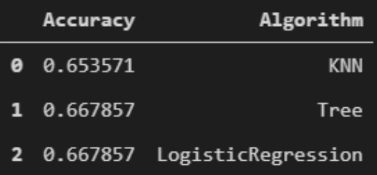 Accuracy Algorithm
0 0.653571 KNN
1 0.667857 Tree
2 0.667857 LogisticRegression